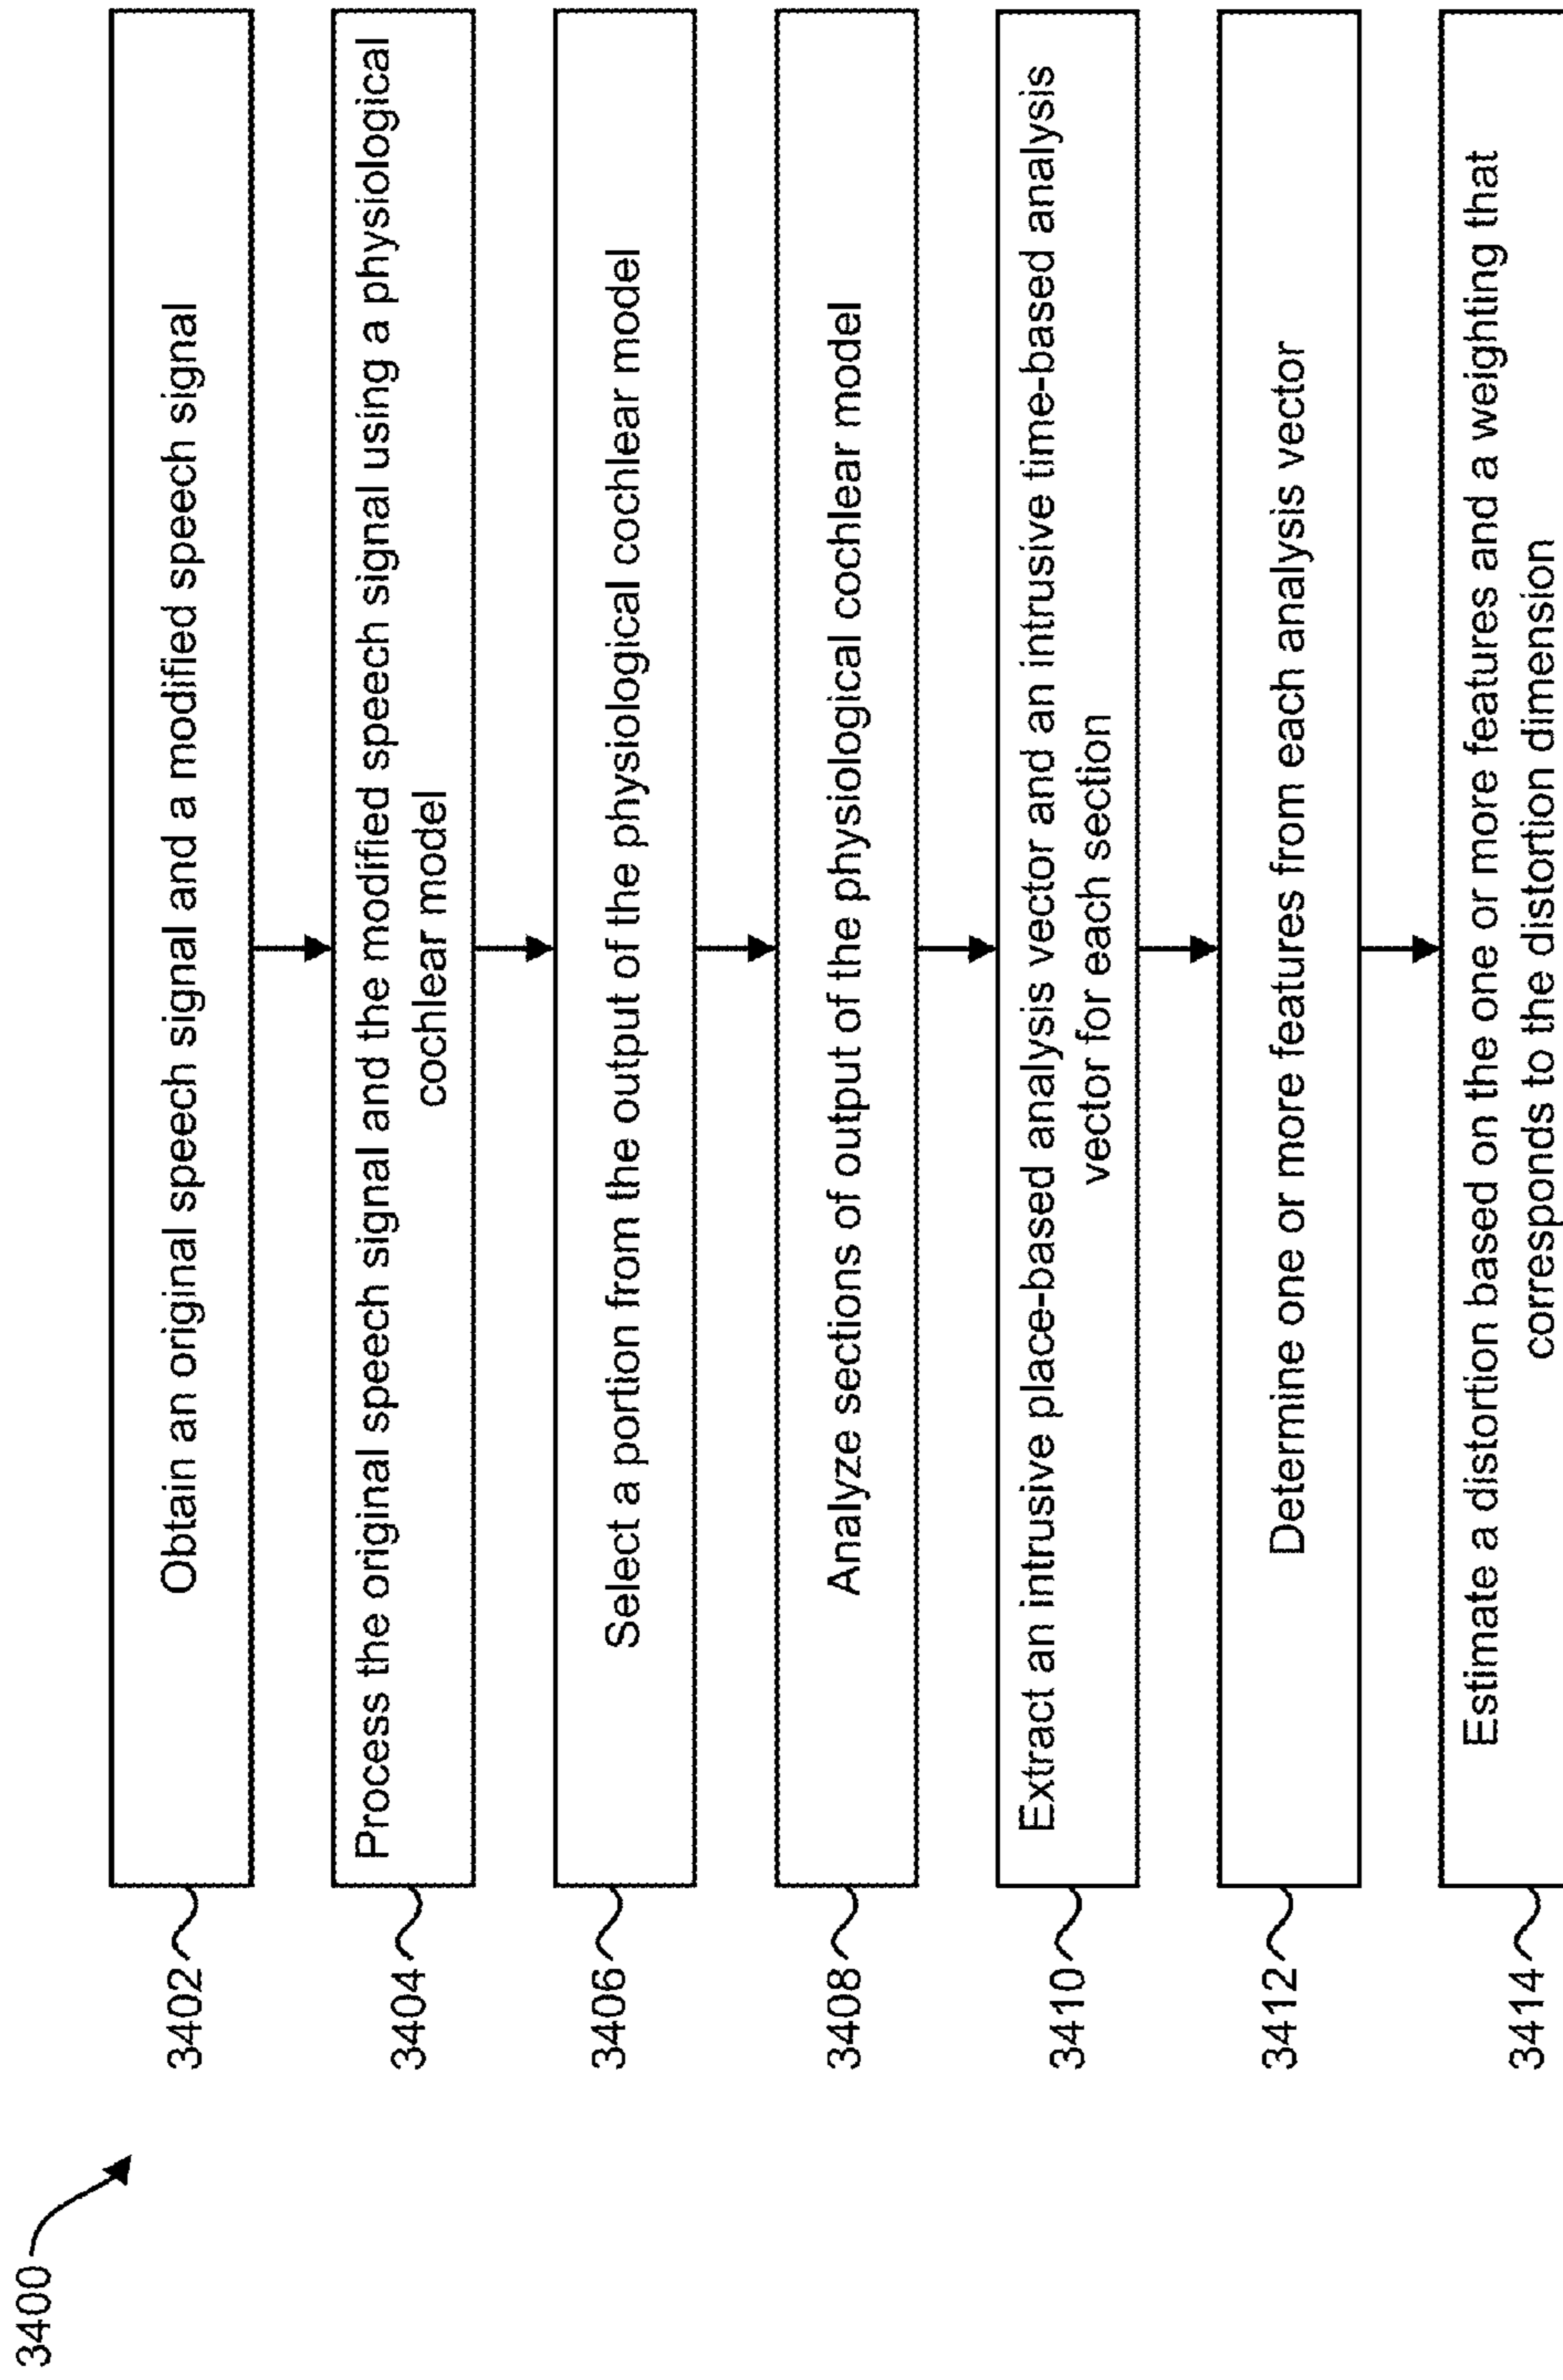 3400
3402
Obtain an original speech signal and a modified speech signal
3404
Process the original speech signal and the modified speech signal using a physiological
cochlear model
3406
Select a portion from the output of the physiological cochlear model
3408
Analyze sections of output of the physiological cochlear model
3410
Extract an intrusive place-based analysis vector and an intrusive time-based analysis
vector for each section
3412
Determine one or more features from each analysis vector
3414
Estimate a distortion based on the one or more features and a weighting that
corresponds to the distortion dimension